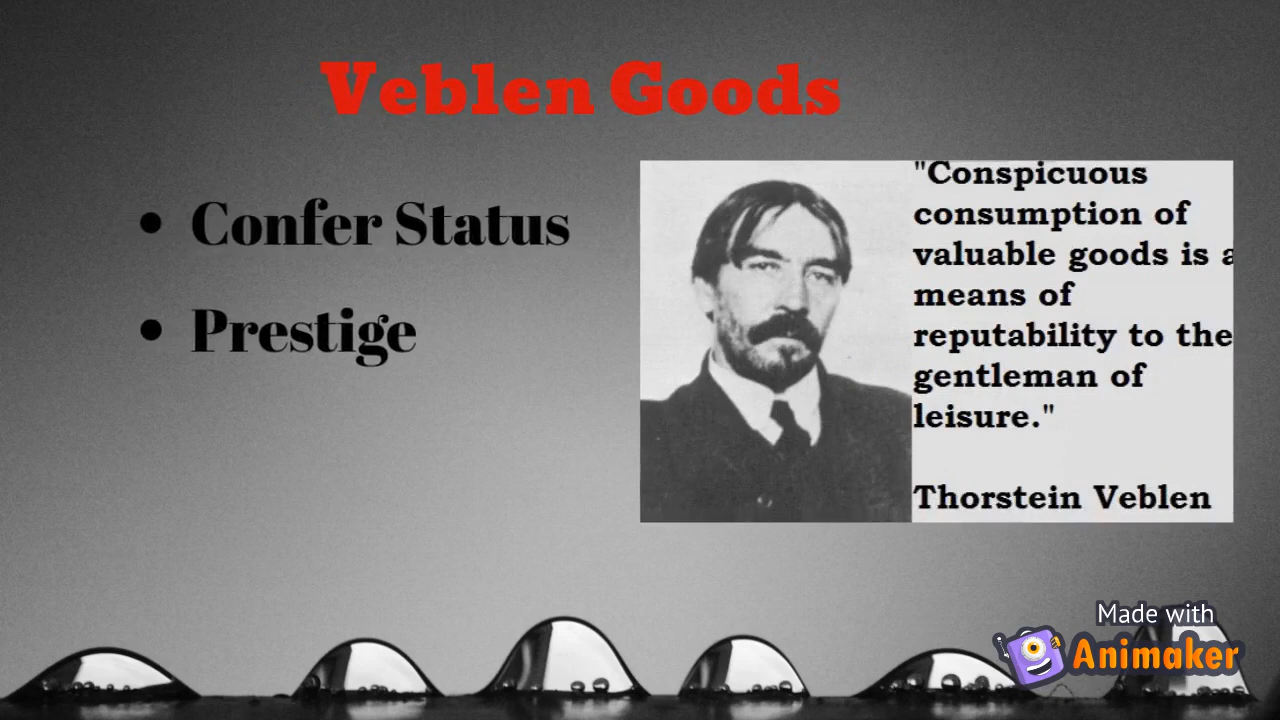 Veblen Goods
• Confer Status
• Prestige
"Conspicuous
consumption of
valuable goods is a
means of
reputability to the
gentleman of
leisure."
Thorstein Veblen
Made with
Animaker